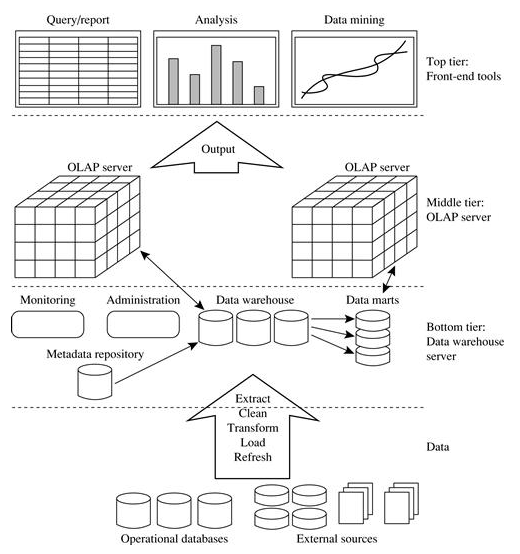 Query/report
Analysis
Data mining
Top tier:
Front-end tools
Output
OLAP server
OLAP server
Middle tier:
OLAP server
Monitoring
Administration
Data warehouse
Data marts
Bottom tier:
Data warehouse
server
Metadata repository
Extract
Clean
Transform
Load
Refresh
Data
Operational databases
External sources